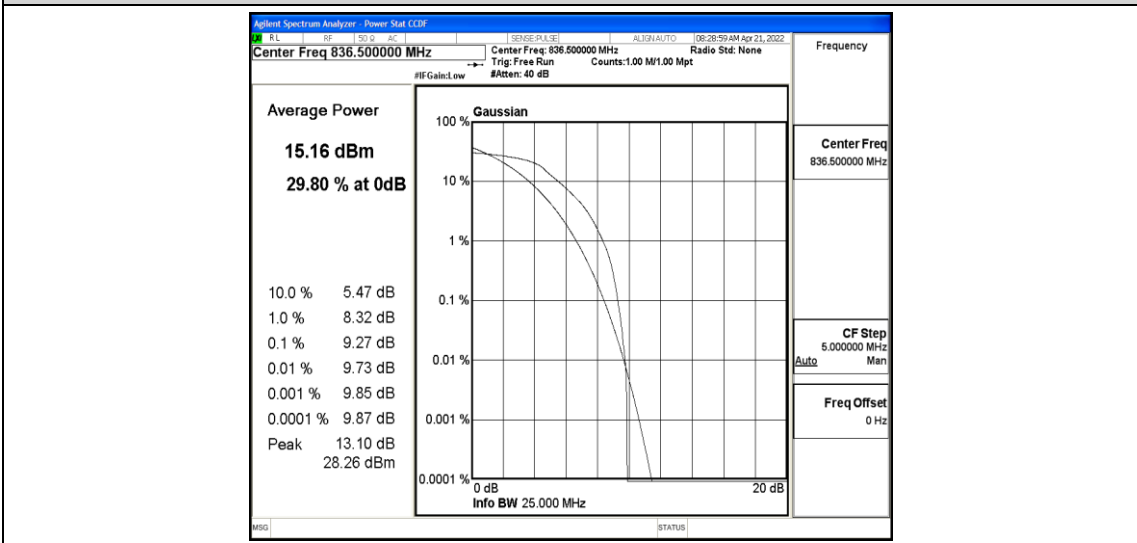 Agilent Spectrum Analyzer - Power Stat CCDF
LXI RL RF 50 Ω AC SENSE:PULSE ALIGNAUTO 08:28:59 AM Apr 21, 2022
Center Freq 836.500000 MHz
Center Freq: 836.500000 MHz Radio Std: None
Trig: Free Run Counts:1.00 M/1.00 Mpt
#IFGain:Low #Atten: 40 dB
Frequency
Average Power
15.16 dBm
29.80 % at 0dB
10.0 % 5.47 dB
1.0 % 8.32 dB
0.1 % 9.27 dB
0.01 % 9.73 dB
0.001 % 9.85 dB
0.0001 % 9.87 dB
Peak 13.10 dB
28.26 dBm
Gaussian
100 %
10 %
1 %
0.1 %
0.01 %
0.001 %
0.0001 %
0 dB 20 dB
Info BW 25.000 MHz
Center Freq
836.500000 MHz
CF Step
5.000000 MHz
Auto Man
Freq Offset
0 Hz
MSG STATUS